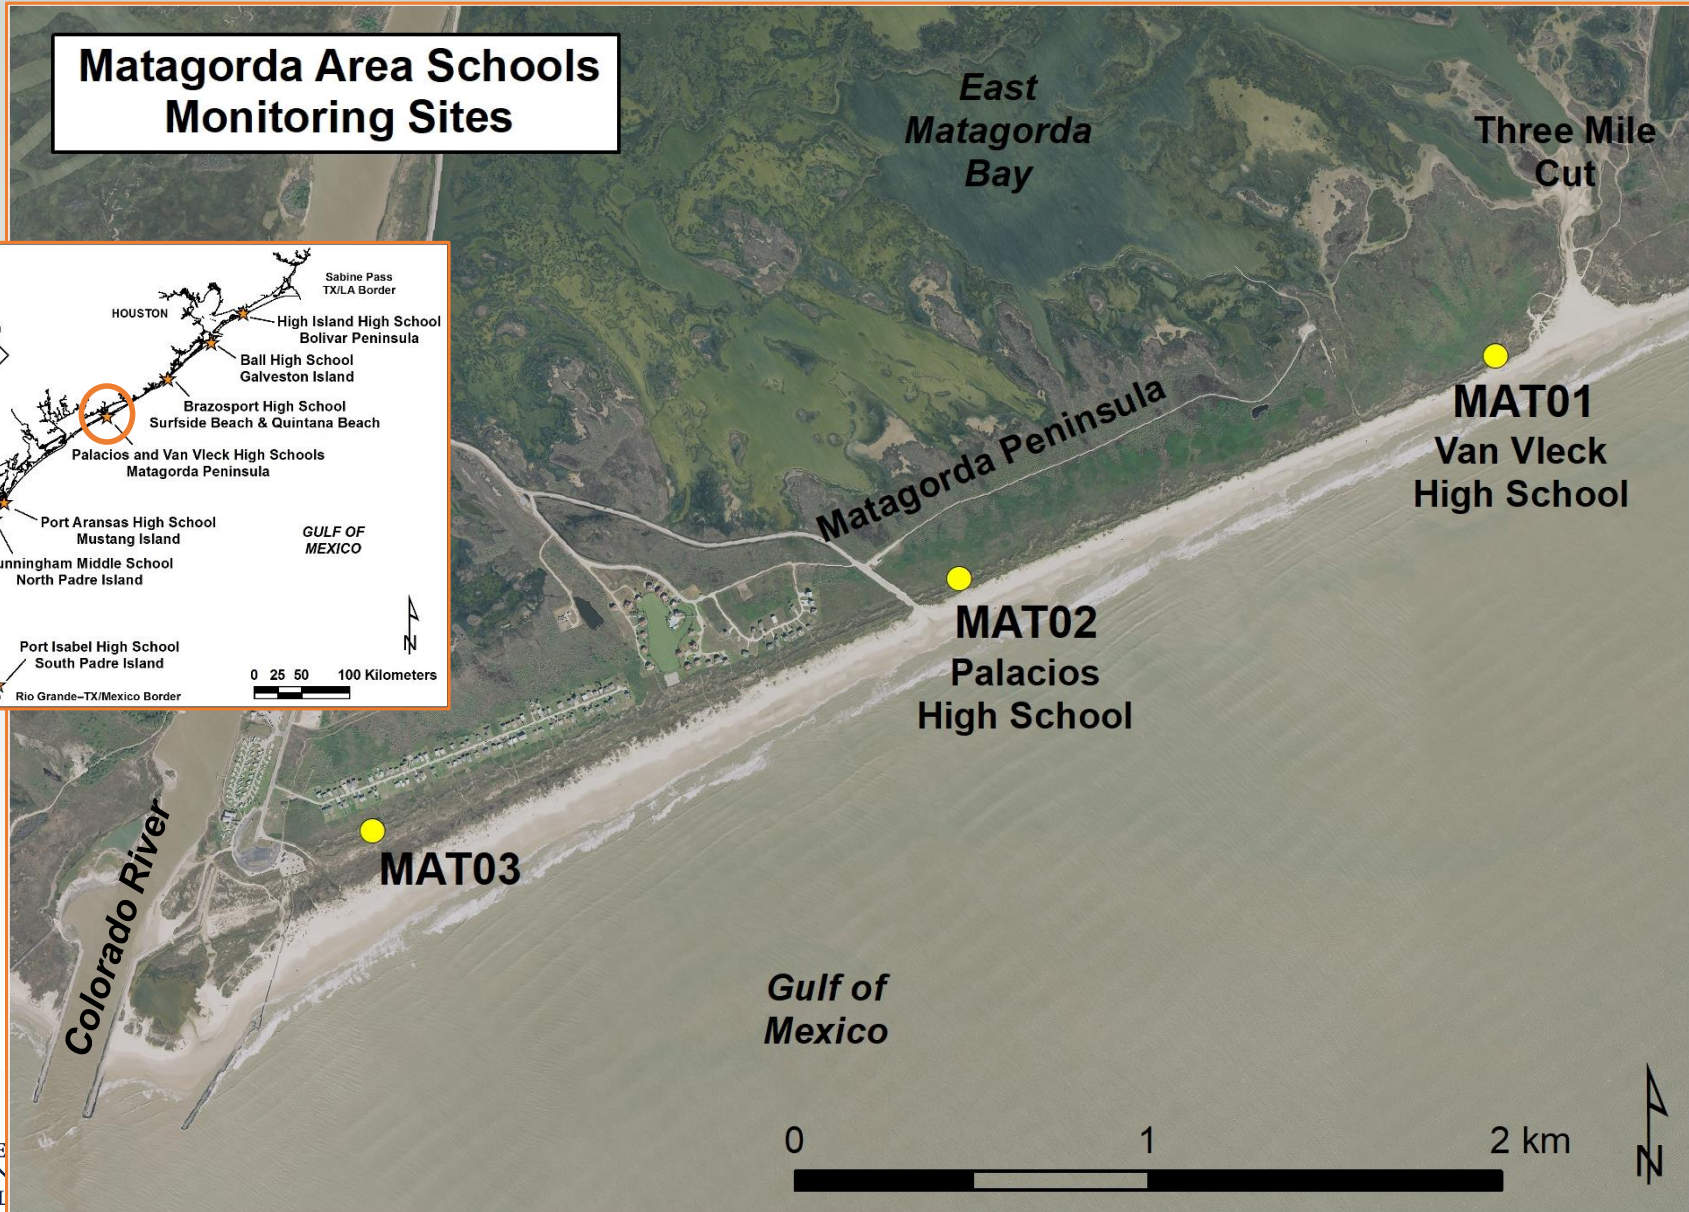 Matagorda Area Schools
Monitoring Sites
East
Matagorda
Bay
Three Mile
Cut
Sabine Pass
TX/LA Border
HOUSTON
High Island High School
Bolivar Peninsula
Ball High School
Galveston Island
Brazosport High School
Surfside Beach & Quintana Beach
Palacios and Van Vleck High Schools
Matagorda Peninsula
Port Aransas High School
Mustang Island
GULF OF
MEXICO
unningham Middle School
North Padre Island
N
Port Isabel High School
South Padre Island
0 25 50 100 Kilometers
Rio Grande–TX/Mexico Border
Matagorda Peninsula
MAT01
Van Vleck
High School
MAT02
Palacios
High School
MAT03
Colorado River
Gulf of
Mexico
0 1 2 km
N